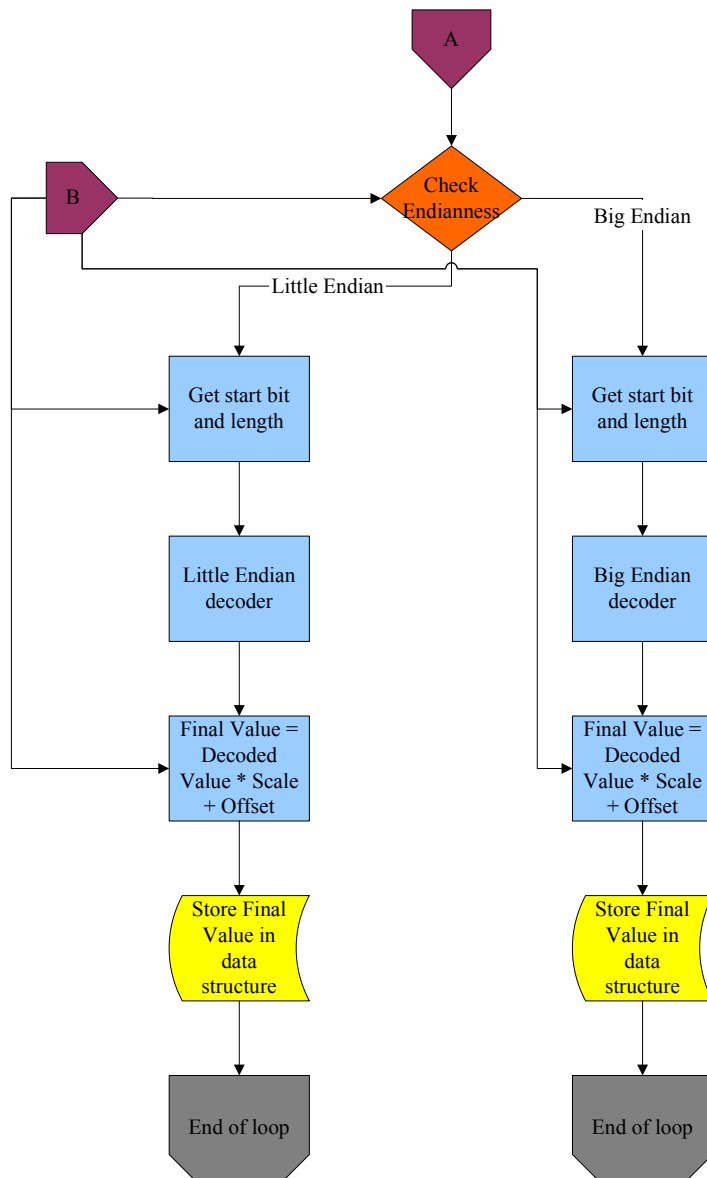 A
B
Check
Endianness
Big Endian
Little Endian
Get start bit
and length
Get start bit
and length
Little Endian
decoder
Big Endian
decoder
Final Value =
Decoded
Value * Scale
+ Offset
Final Value =
Decoded
Value * Scale
+ Offset
Store Final
Value in
data
structure
Store Final
Value in
data
structure
End of loop
End of loop